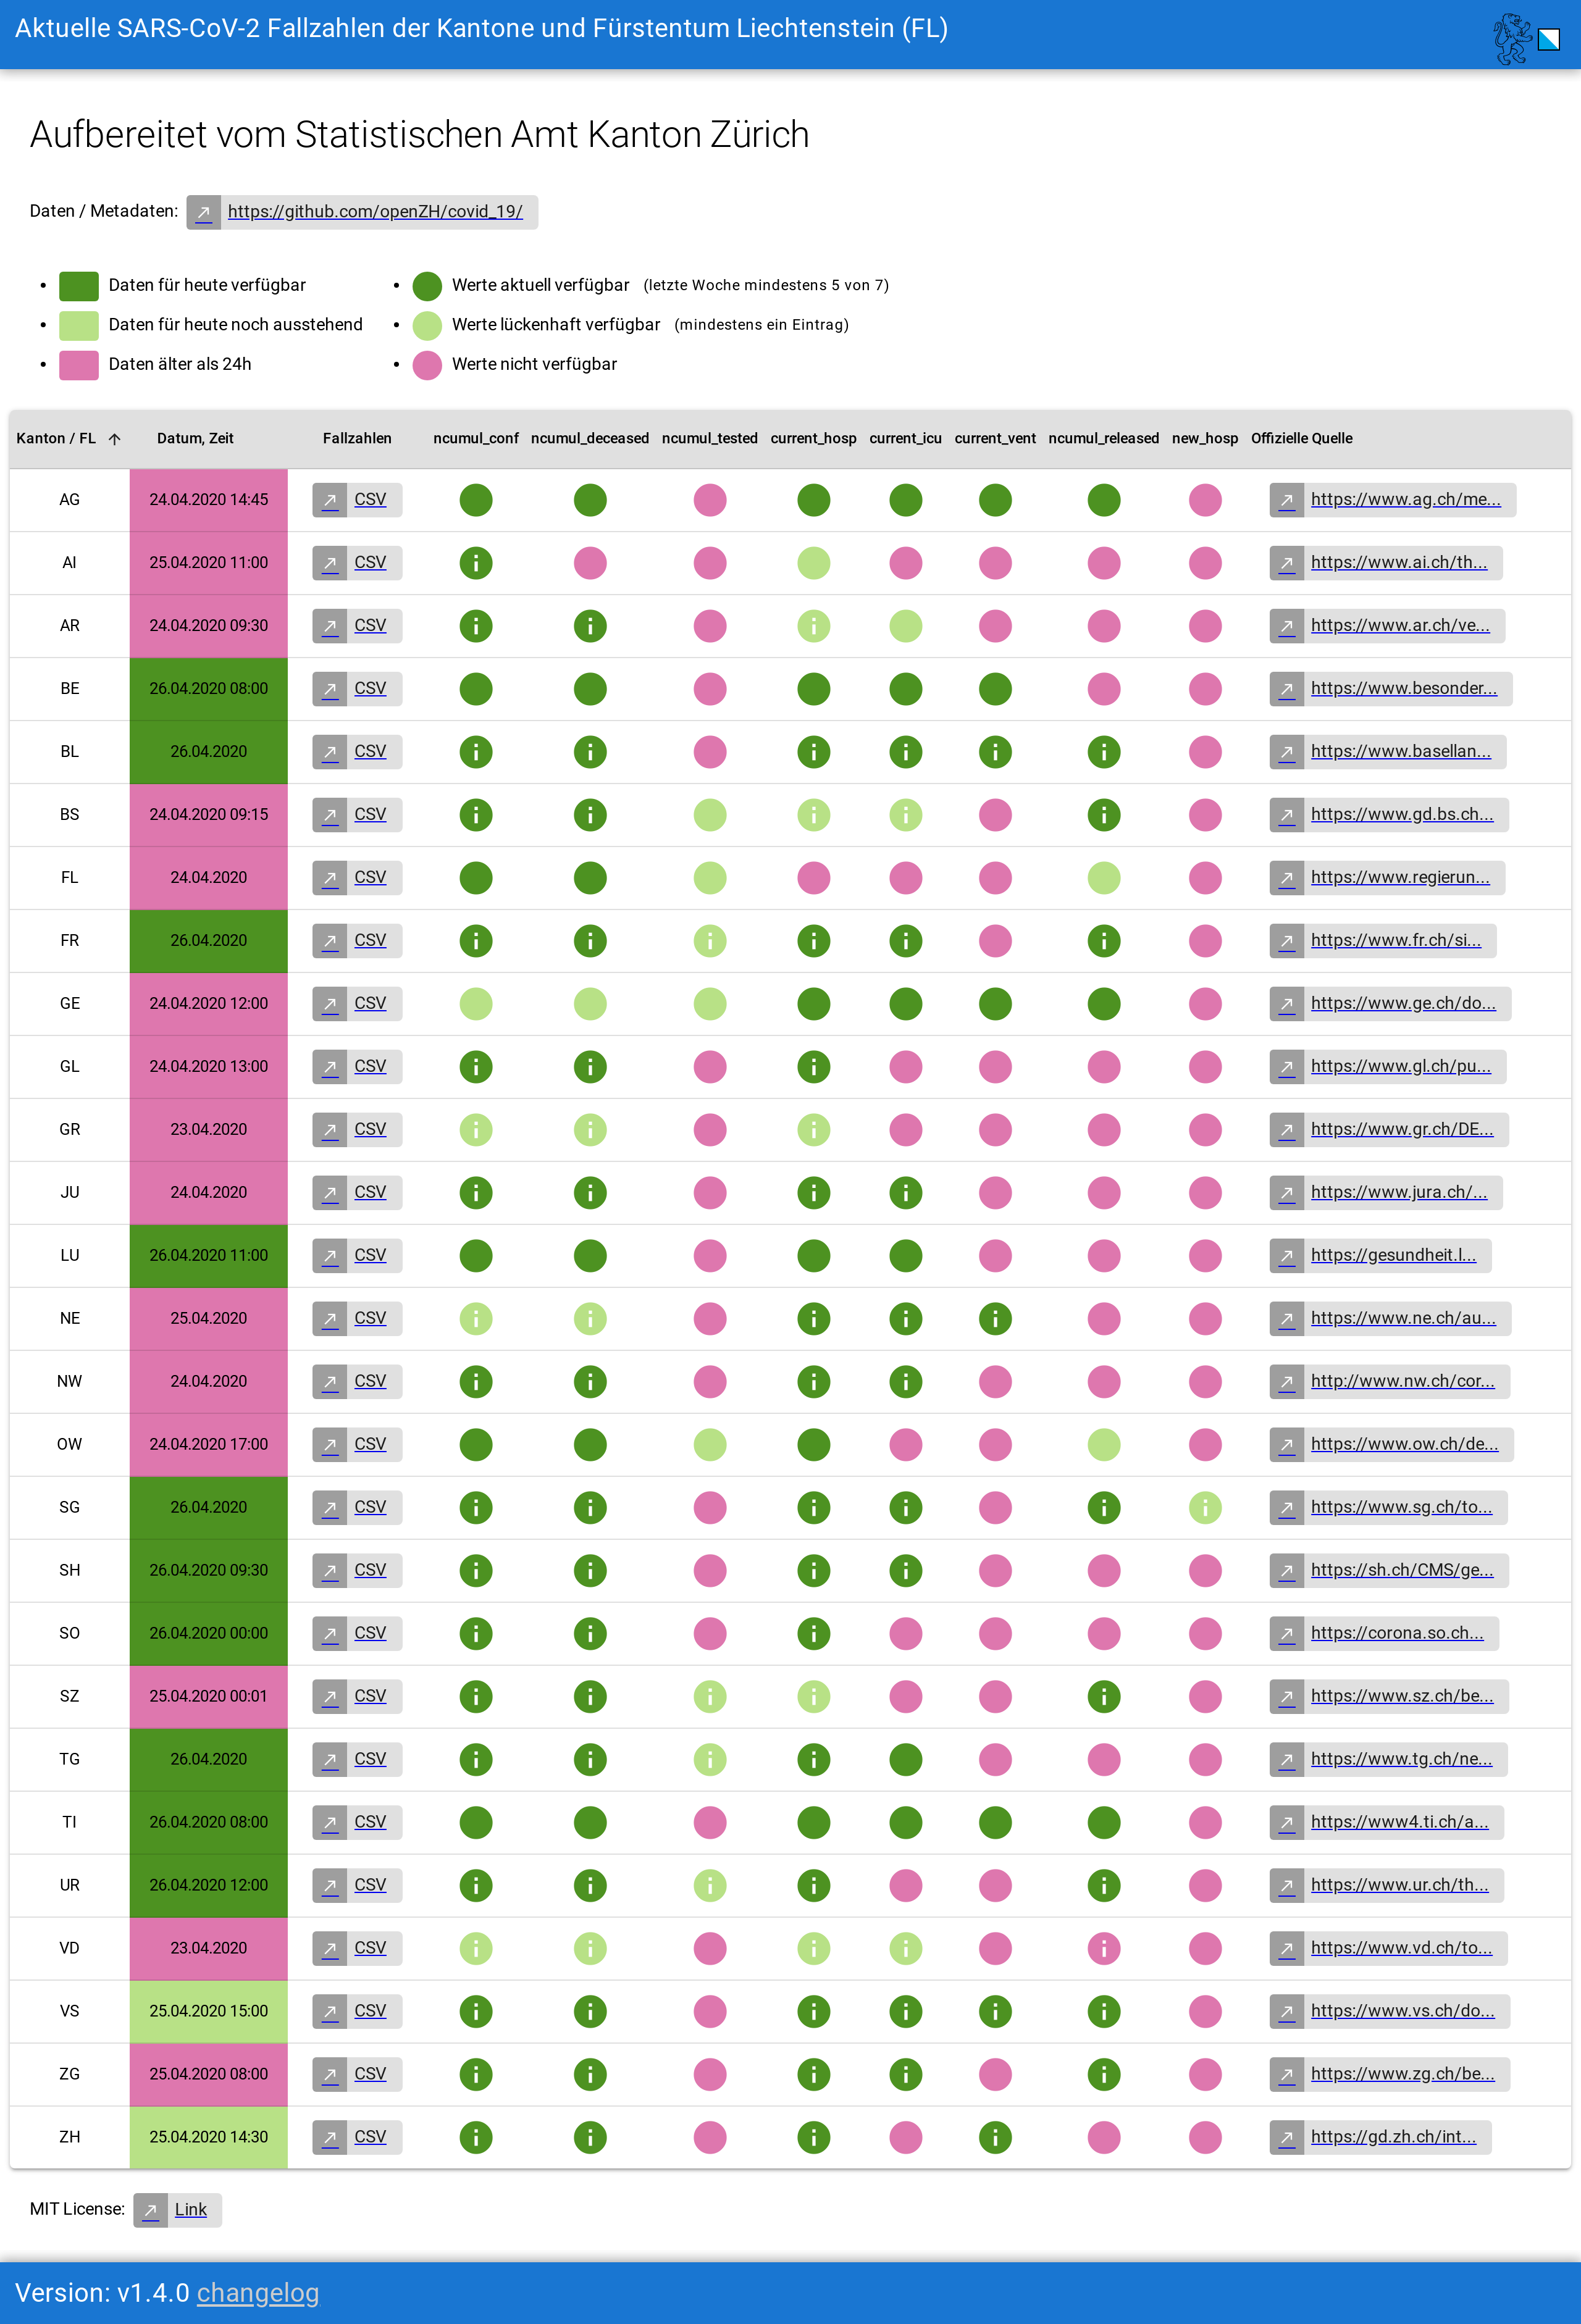 Aktuelle SARS-CoV-2 Fallzahlen der Kantone und Fürstentum Liechtenstein (FL)
Aufbereitet vom Statistischen Amt Kanton Zürich
Daten / Metadaten: https://github.com/openZH/covid_19/
Daten für heute verfügbar
Daten für heute noch ausstehend
Daten älter als 24h
Werte aktuell verfügbar (letzte Woche mindestens 5 von 7)
Werte lückenhaft verfügbar (mindestens ein Eintrag)
Werte nicht verfügbar
Kanton / FL Datum, Zeit Fallzahlen ncumul_conf ncumul_deceased ncumul_tested current_hosp current_icu current_vent ncumul_released new_hosp Offizielle Quelle
AG 24.04.2020 14:45 CSV https://www.ag.ch/me...
AI 25.04.2020 11:00 CSV https://www.ai.ch/th...
AR 24.04.2020 09:30 CSV https://www.ar.ch/ve...
BE 26.04.2020 08:00 CSV https://www.besonder...
BL 26.04.2020 CSV https://www.basellan...
BS 24.04.2020 09:15 CSV https://www.gd.bs.ch...
FL 24.04.2020 CSV https://www.regierun...
FR 26.04.2020 CSV https://www.fr.ch/si...
GE 24.04.2020 12:00 CSV https://www.ge.ch/do...
GL 24.04.2020 13:00 CSV https://www.gl.ch/pu...
GR 23.04.2020 CSV https://www.gr.ch/DE...
JU 24.04.2020 CSV https://www.jura.ch/...
LU 26.04.2020 11:00 CSV https://gesundheit.l...
NE 25.04.2020 CSV https://www.ne.ch/au...
NW 24.04.2020 CSV http://www.nw.ch/cor...
OW 24.04.2020 17:00 CSV https://www.ow.ch/de...
SG 26.04.2020 CSV https://www.sg.ch/to...
SH 26.04.2020 09:30 CSV https://sh.ch/CMS/ge...
SO 26.04.2020 00:00 CSV https://corona.so.ch...
SZ 25.04.2020 00:01 CSV https://www.sz.ch/be...
TG 26.04.2020 CSV https://www.tg.ch/ne...
TI 26.04.2020 08:00 CSV https://www4.ti.ch/a...
UR 26.04.2020 12:00 CSV https://www.ur.ch/th...
VD 23.04.2020 CSV https://www.vd.ch/to...
VS 25.04.2020 15:00 CSV https://www.vs.ch/do...
ZG 25.04.2020 08:00 CSV https://www.zg.ch/be...
ZH 25.04.2020 14:30 CSV https://gd.zh.ch/int...
MIT License: Link
Version: v1.4.0 changelog